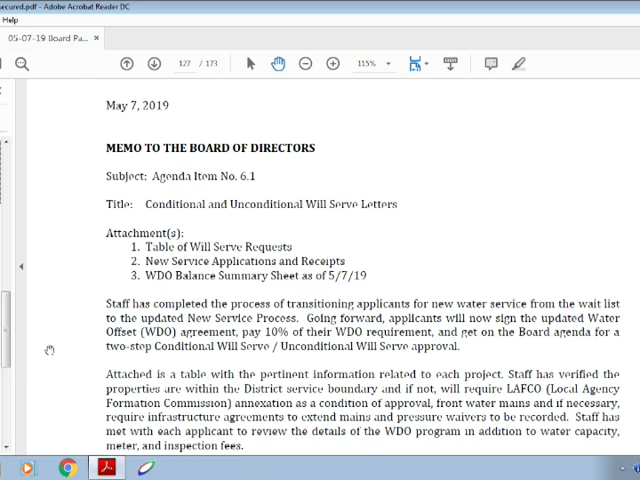 secured.pdf - Adobe Acrobat Reader DC
Help
05-07-19 Board Pa... ×
127 / 173 115%
May 7, 2019
MEMO TO THE BOARD OF DIRECTORS
Subject: Agenda Item No. 6.1
Title: Conditional and Unconditional Will Serve Letters
Attachment(s):
1. Table of Will Serve Requests
2. New Service Applications and Receipts
3. WDO Balance Summary Sheet as of 5/7/19
Staff has completed the process of transitioning applicants for new water service from the wait list
to the updated New Service Process. Going forward, applicants will now sign the updated Water
Offset (WDO) agreement, pay 10% of their WDO requirement, and get on the Board agenda for a
two-step Conditional Will Serve / Unconditional Will Serve approval.
Attached is a table with the pertinent information related to each project. Staff has verified the
properties are within the District service boundary and if not, will require LAFCO (Local Agency
Formation Commission) annexation as a condition of approval, front water mains and if necessary,
require infrastructure agreements to extend mains and pressure waivers to be recorded. Staff has
met with each applicant to review the details of the WDO program in addition to water capacity,
meter, and inspection fees.